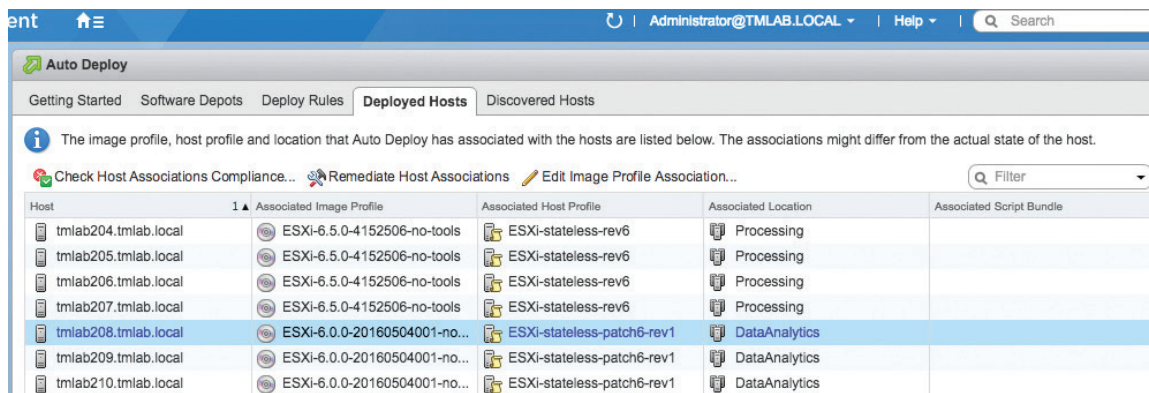 ent Administrator@TMLAB.LOCAL | Help | Search
Auto Deploy
Getting Started Software Depots Deploy Rules Deployed Hosts Discovered Hosts
The image profile, host profile and location that Auto Deploy has associated with the hosts are listed below. The associations might differ from the actual state of the host.
Check Host Associations Compliance... Remediate Host Associations Edit Image Profile Association... Filter
Host 1 Associated Image Profile Associated Host Profile Associated Location Associated Script Bundle
tmlab204.tmlab.local ESXi-6.5.0-4152506-no-tools ESXi-stateless-rev6 Processing
tmlab205.tmlab.local ESXi-6.5.0-4152506-no-tools ESXi-stateless-rev6 Processing
tmlab206.tmlab.local ESXi-6.5.0-4152506-no-tools ESXi-stateless-rev6 Processing
tmlab207.tmlab.local ESXi-6.5.0-4152506-no-tools ESXi-stateless-rev6 Processing
tmlab208.tmlab.local ESXi-6.0.0-20160504001-no... ESXi-stateless-patch6-rev1 DataAnalytics
tmlab209.tmlab.local ESXi-6.0.0-20160504001-no... ESXi-stateless-patch6-rev1 DataAnalytics
tmlab210.tmlab.local ESXi-6.0.0-20160504001-no... ESXi-stateless-patch6-rev1 DataAnalytics